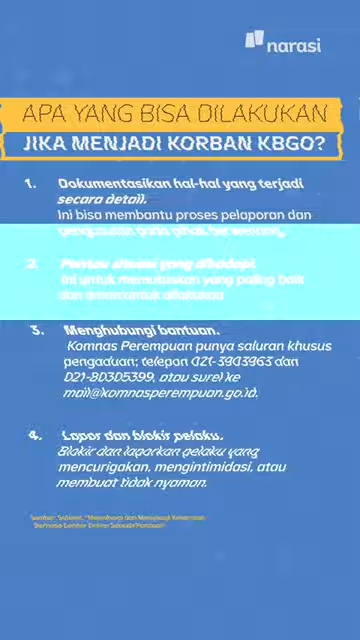 narasi
APA YANG BISA DILAKUKAN
JIKA MENJADI KORBAN KBGO?
1. Dokumentasikan hal-hal yang terjadi
secara detail.
Ini bisa membantu proses pelaporan dan
pengusutan pada pihak berwenang.
2. Pantau situasi yang dihadapi.
Ini untuk memutuskan yang paling baik
dan aman untuk dilakukan
3. Menghubungi bantuan.
Komnas Perempuan punya saluran khusus
pengaduan; telepon 021-3903963 dan
021-80305399, atau surel ke
mail@komnasperempuan.go.id.
4. Lapor dan blokir pelaku.
Blokir dan laporkan pelaku yang
mencurigakan, mengintimidasi, atau
membuat tidak nyaman.